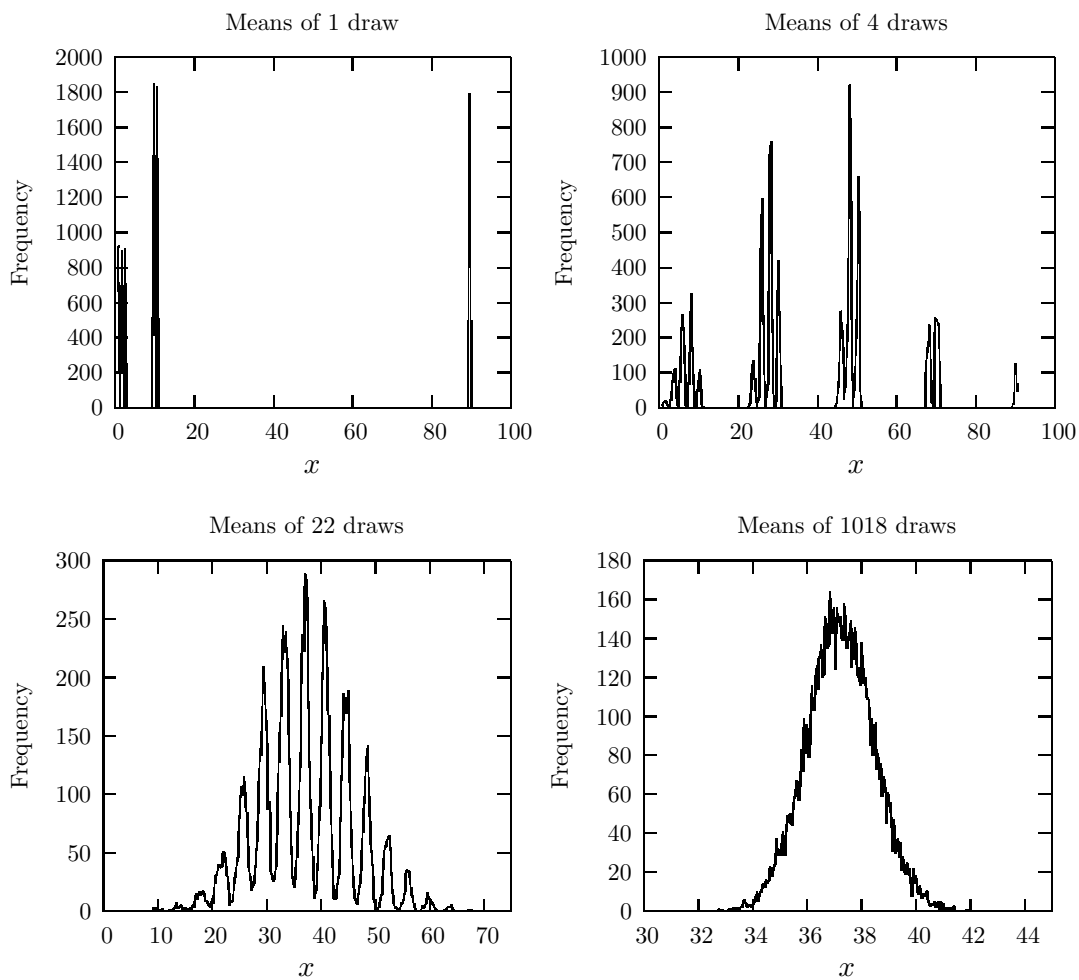 Means of 1 draw
2000
1800
1600
1400
1200
1000
800
600
400
200
0
Frequency
0 20 40 60 80 100
x
Means of 4 draws
1000
900
800
700
600
500
400
300
200
100
0
Frequency
0 20 40 60 80 100
x
Means of 22 draws
300
250
200
150
100
50
0
Frequency
0 10 20 30 40 50 60 70
x
Means of 1018 draws
180
160
140
120
100
80
60
40
20
0
Frequency
30 32 34 36 38 40 42 44
x